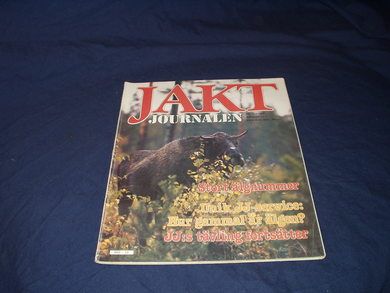 JAKT
JOURNALEN
Stort älgnummer
Unik JJ-service:
Hur gammal är älgen?
JJ:s tävling fortsätter